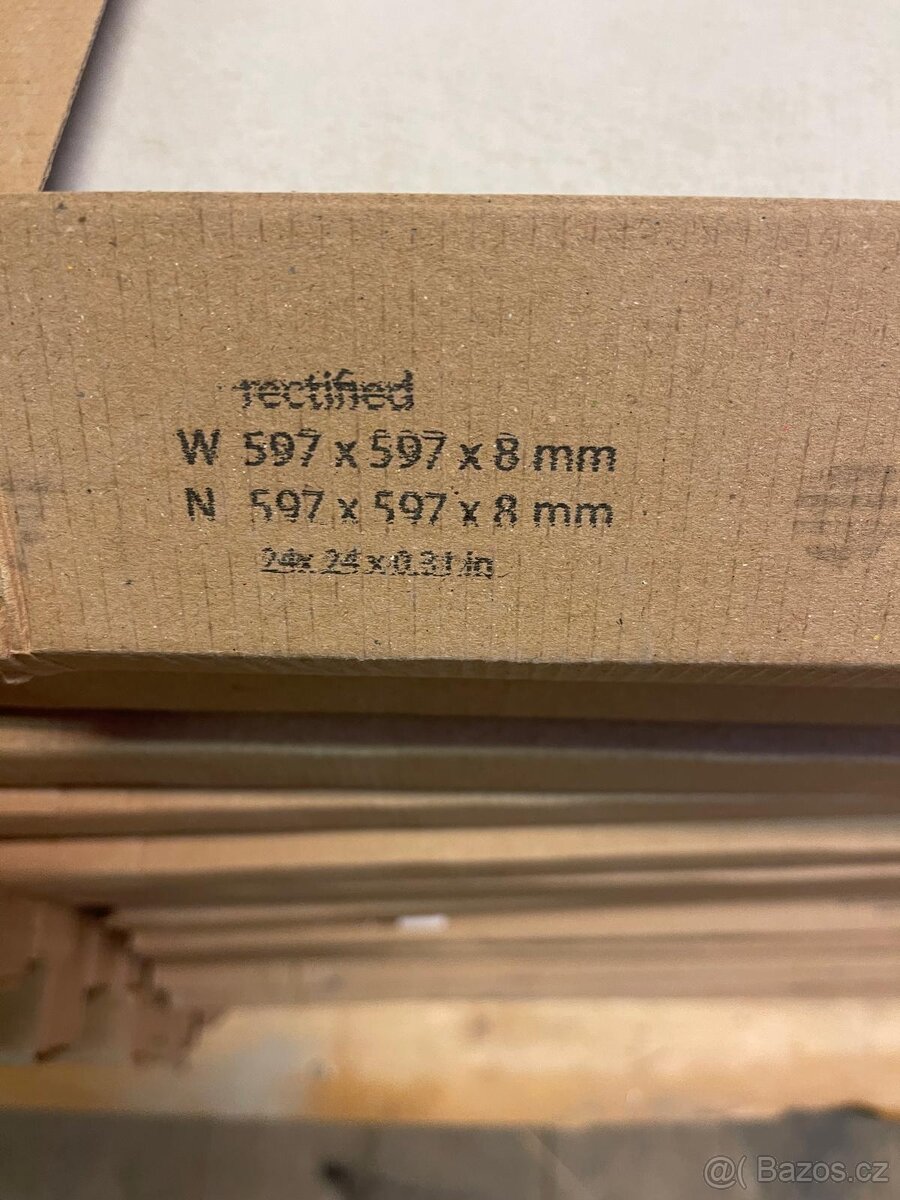 rectified
W 597 x 597 x 8 mm
N 597 x 597 x 8 mm
24x 24 x 0.31 in
@( Bazos.cz